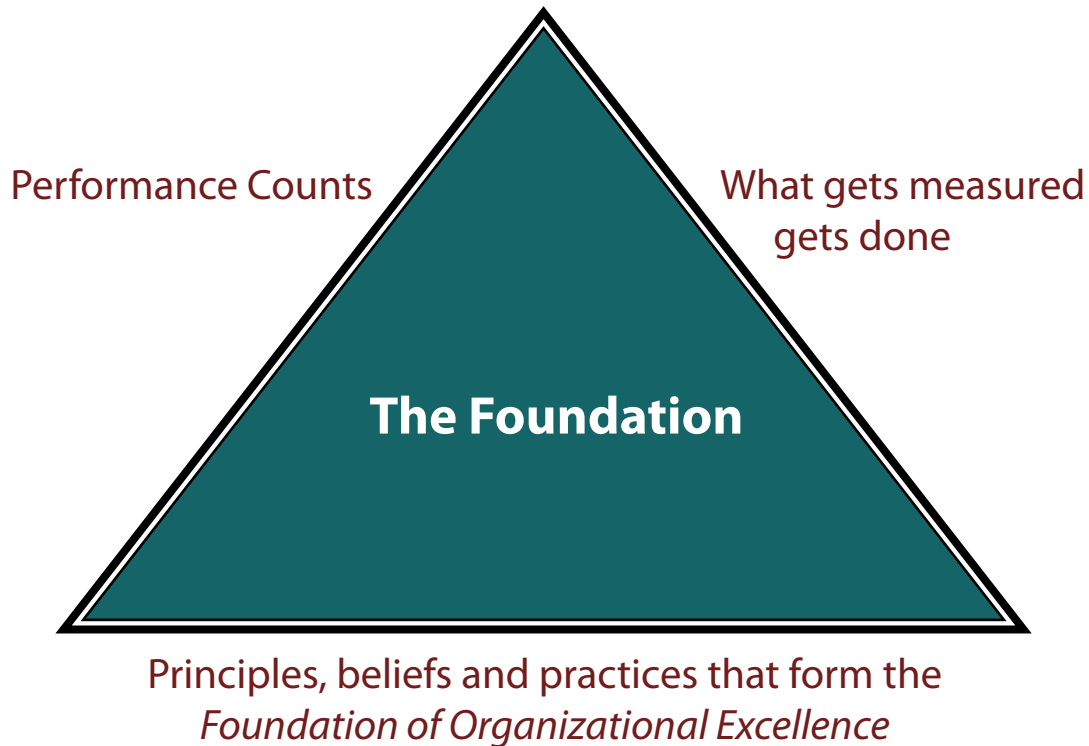 Performance Counts
What gets measured
gets done
The Foundation
Principles, beliefs and practices that form the
Foundation of Organizational Excellence